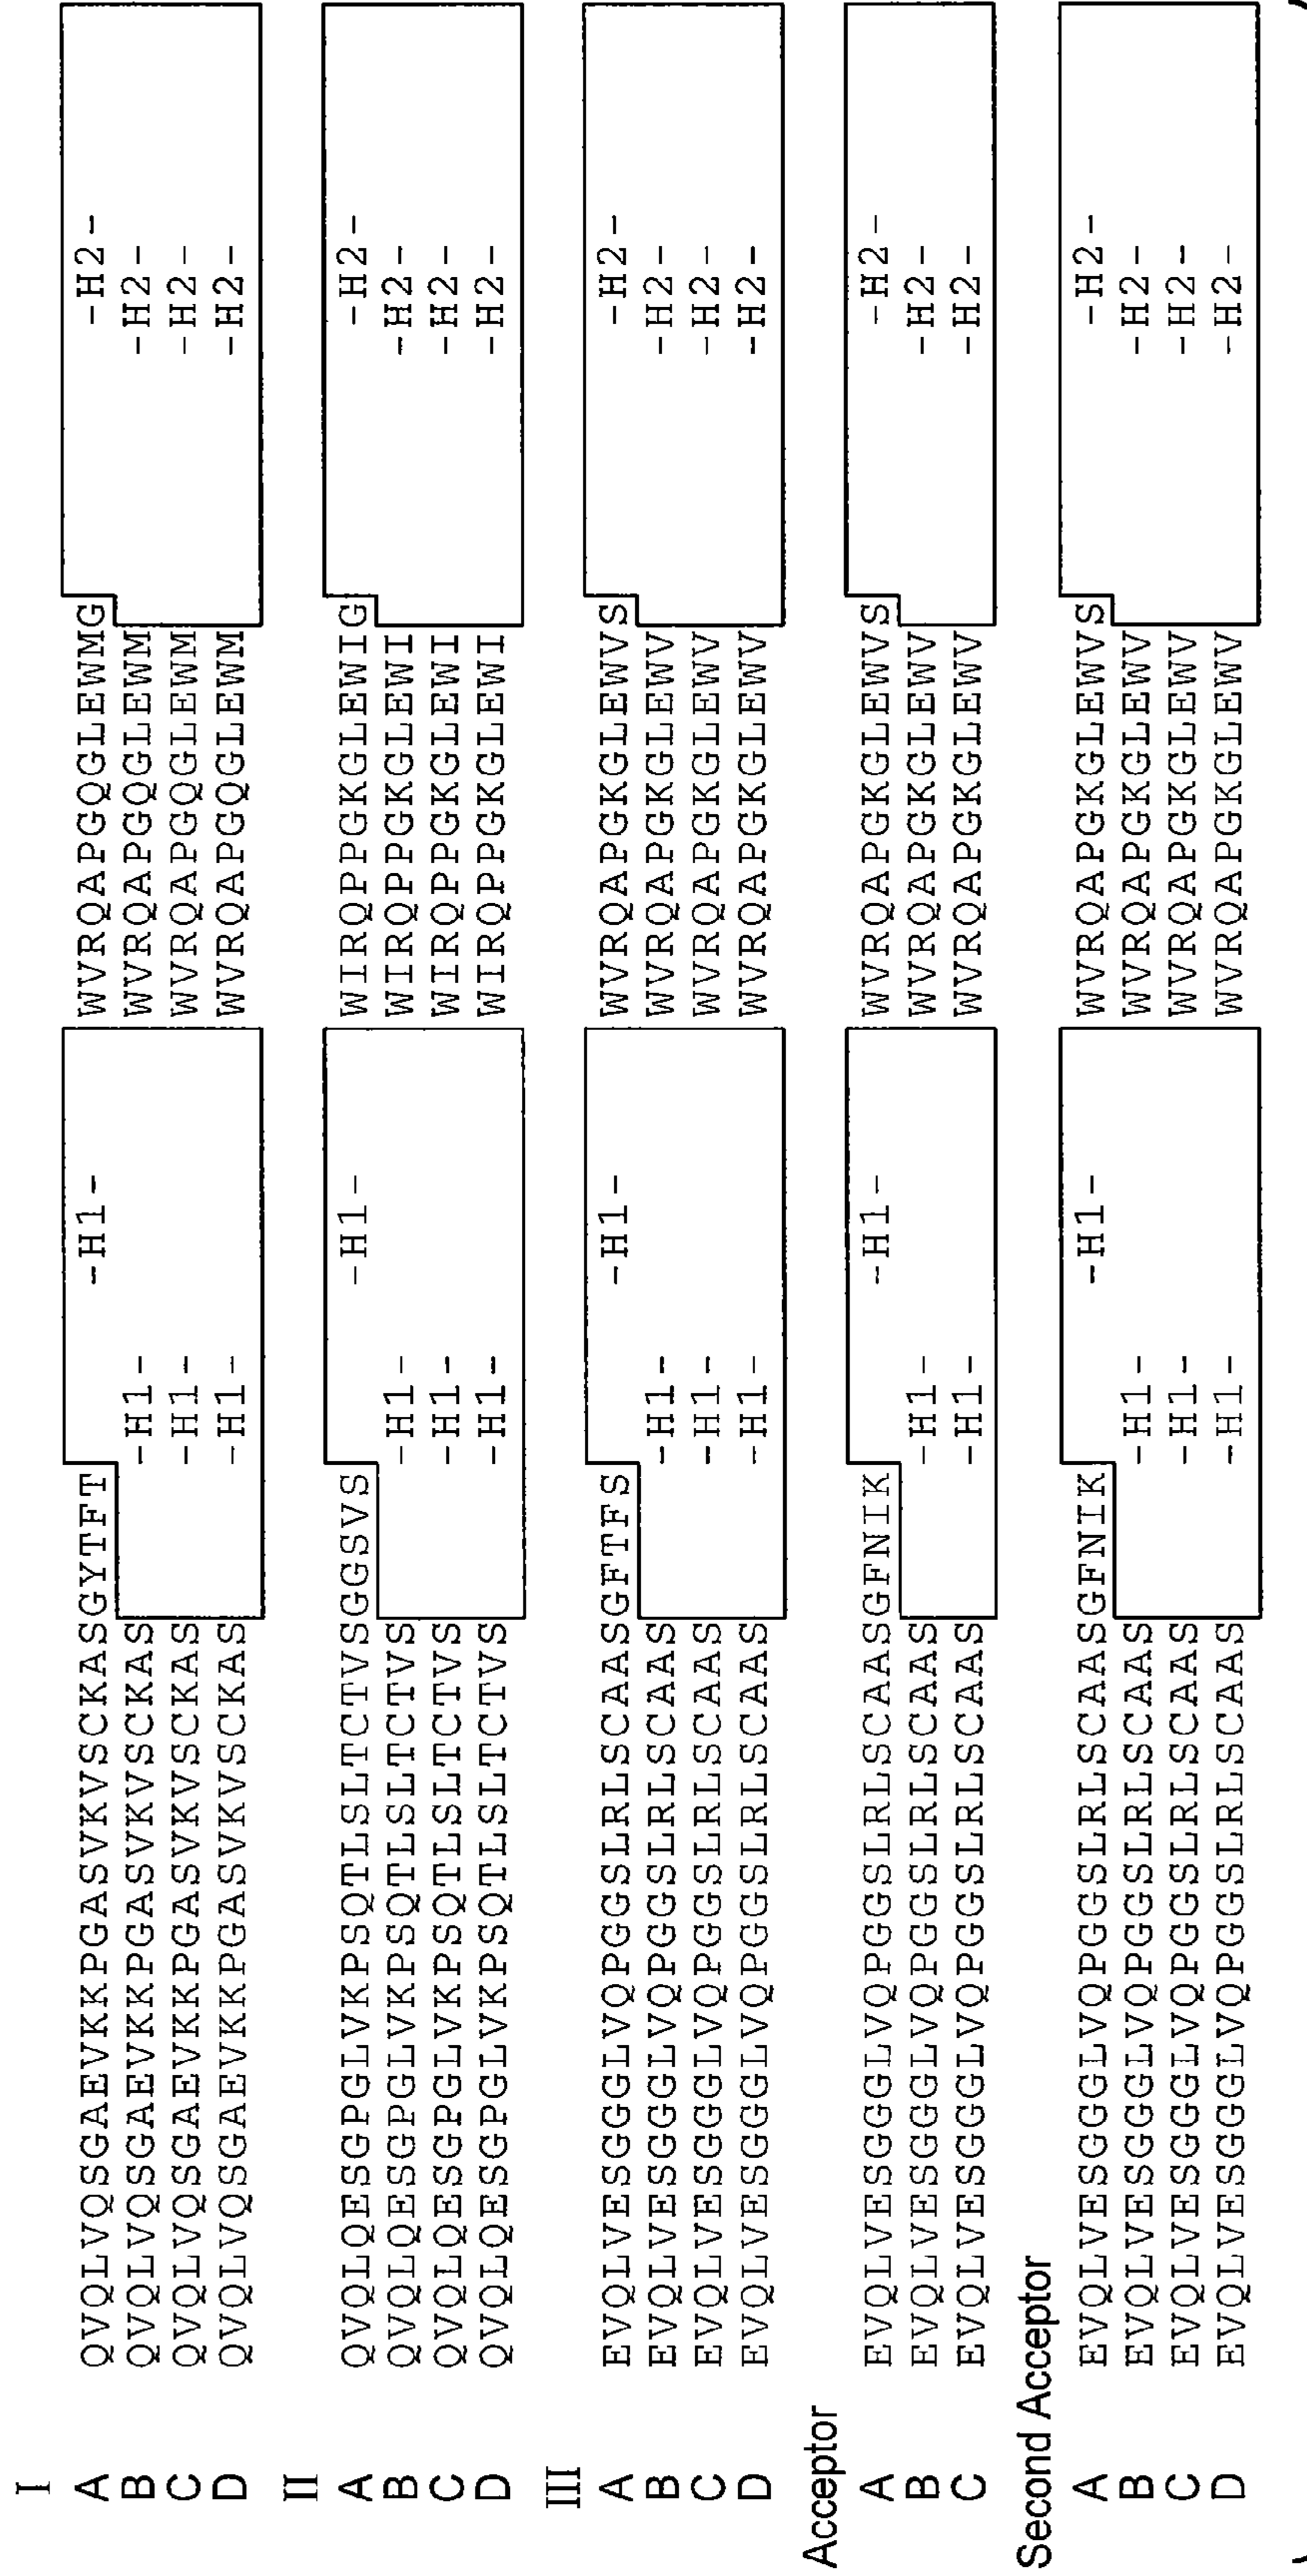 I
A QVQLVQSGAEVKKPGASVKVSCKASGYTFT -H1- WVRQAPGQGLEWMG -H2-
B QVQLVQSGAEVKKPGASVKVSCKAS -H1- WVRQAPGQGLEWM -H2-
C QVQLVQSGAEVKKPGASVKVSCKAS -H1- WVRQAPGQGLEWM -H2-
D QVQLVQSGAEVKKPGASVKVSCKAS -H1- WVRQAPGQGLEWM -H2-
II
A QVQLQESGPGLVKPSQTLSLTCTVSGGSVS -H1- WIRQPPGKGLEWIG -H2-
B QVQLQESGPGLVKPSQTLSLTCTVS -H1- WIRQPPGKGLEWI -H2-
C QVQLQESGPGLVKPSQTLSLTCTVS -H1- WIRQPPGKGLEWI -H2-
D QVQLQESGPGLVKPSQTLSLTCTVS -H1- WIRQPPGKGLEWI -H2-
III
A EVQLVESGGGLVQPGGSLRLSCAASGFTFS -H1- WVRQAPGKGLEWVS -H2-
B EVQLVESGGGLVQPGGSLRLSCAAS -H1- WVRQAPGKGLEWV -H2-
C EVQLVESGGGLVQPGGSLRLSCAAS -H1- WVRQAPGKGLEWV -H2-
D EVQLVESGGGLVQPGGSLRLSCAAS -H1- WVRQAPGKGLEWV -H2-
Acceptor
A EVQLVESGGGLVQPGGSLRLSCAASGFNIK -H1- WVRQAPGKGLEWVS -H2-
B EVQLVESGGGLVQPGGSLRLSCAAS -H1- WVRQAPGKGLEWV -H2-
C EVQLVESGGGLVQPGGSLRLSCAAS -H1- WVRQAPGKGLEWV -H2-
Second Acceptor
A EVQLVESGGGLVQPGGSLRLSCAASGFNIK -H1- WVRQAPGKGLEWVS -H2-
B EVQLVESGGGLVQPGGSLRLSCAAS -H1- WVRQAPGKGLEWV -H2-
C EVQLVESGGGLVQPGGSLRLSCAAS -H1- WVRQAPGKGLEWV -H2-
D EVQLVESGGGLVQPGGSLRLSCAAS -H1- WVRQAPGKGLEWV -H2-